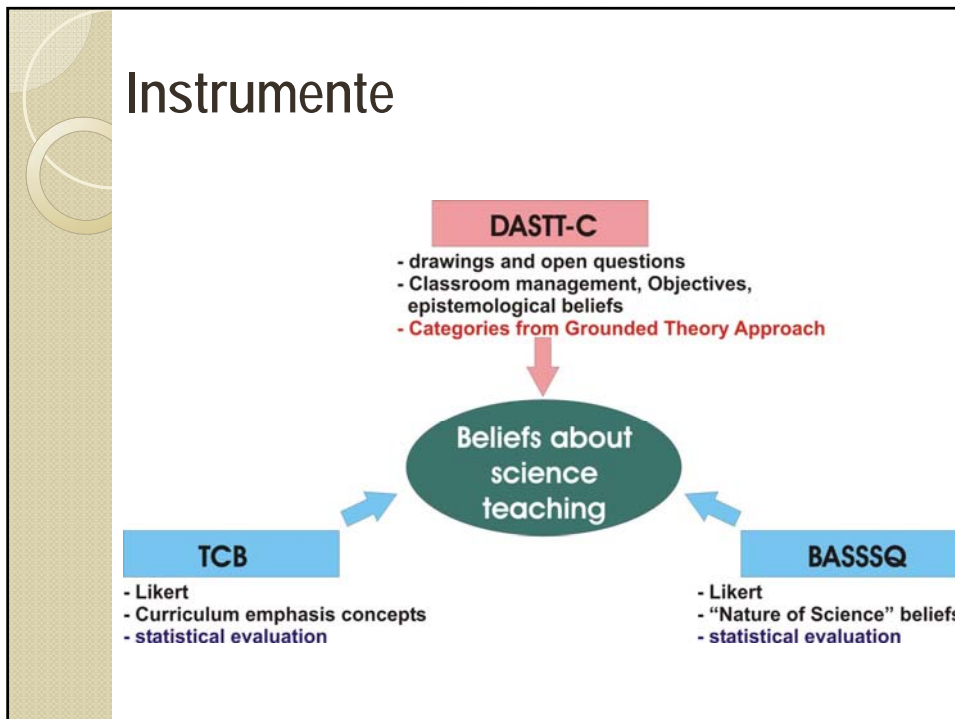 Instrumente
DASTT-C
- drawings and open questions
- Classroom management, Objectives,
epistemological beliefs
- Categories from Grounded Theory Approach
Beliefs about
science
teaching
TCB
- Likert
- Curriculum emphasis concepts
- statistical evaluation
BASSSQ
- Likert
- “Nature of Science” beliefs
- statistical evaluation